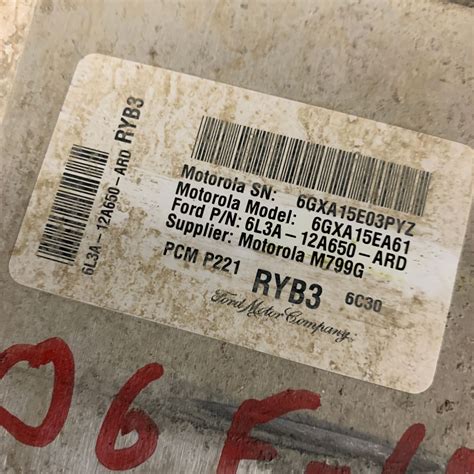 6L3A-12A650-ARD RYB3
Motorola SN: 6GXA15E03PYZ
Motorola Model: 6GXA15EA61
Ford P/N: 6L3A-12A650-ARD
Supplier: Motorola M799G
PCM P221 RYB3 6C30
Ford Motor Company,
06 F-1